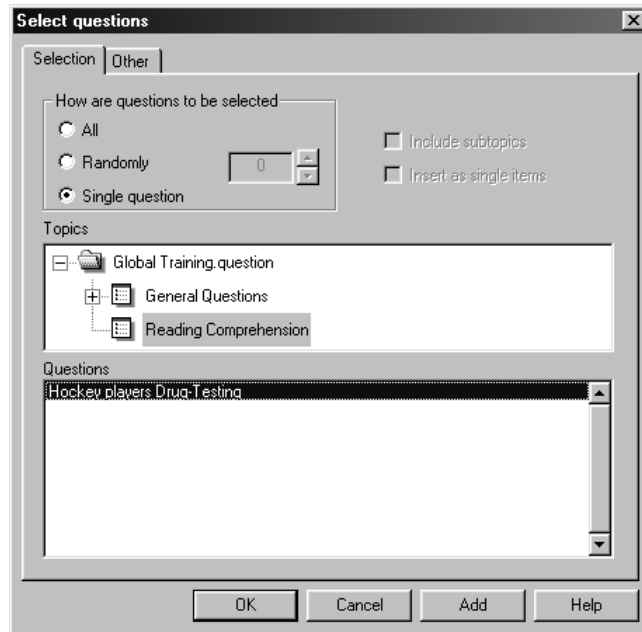 Select questions
Selection Other
How are questions to be selected
All
Randomly
0
Single question
Include subtopics
Insert as single items
Topics
Global Training.question
General Questions
Reading Comprehension
Questions
Hockey players Drug-Testing
OK Cancel Add Help